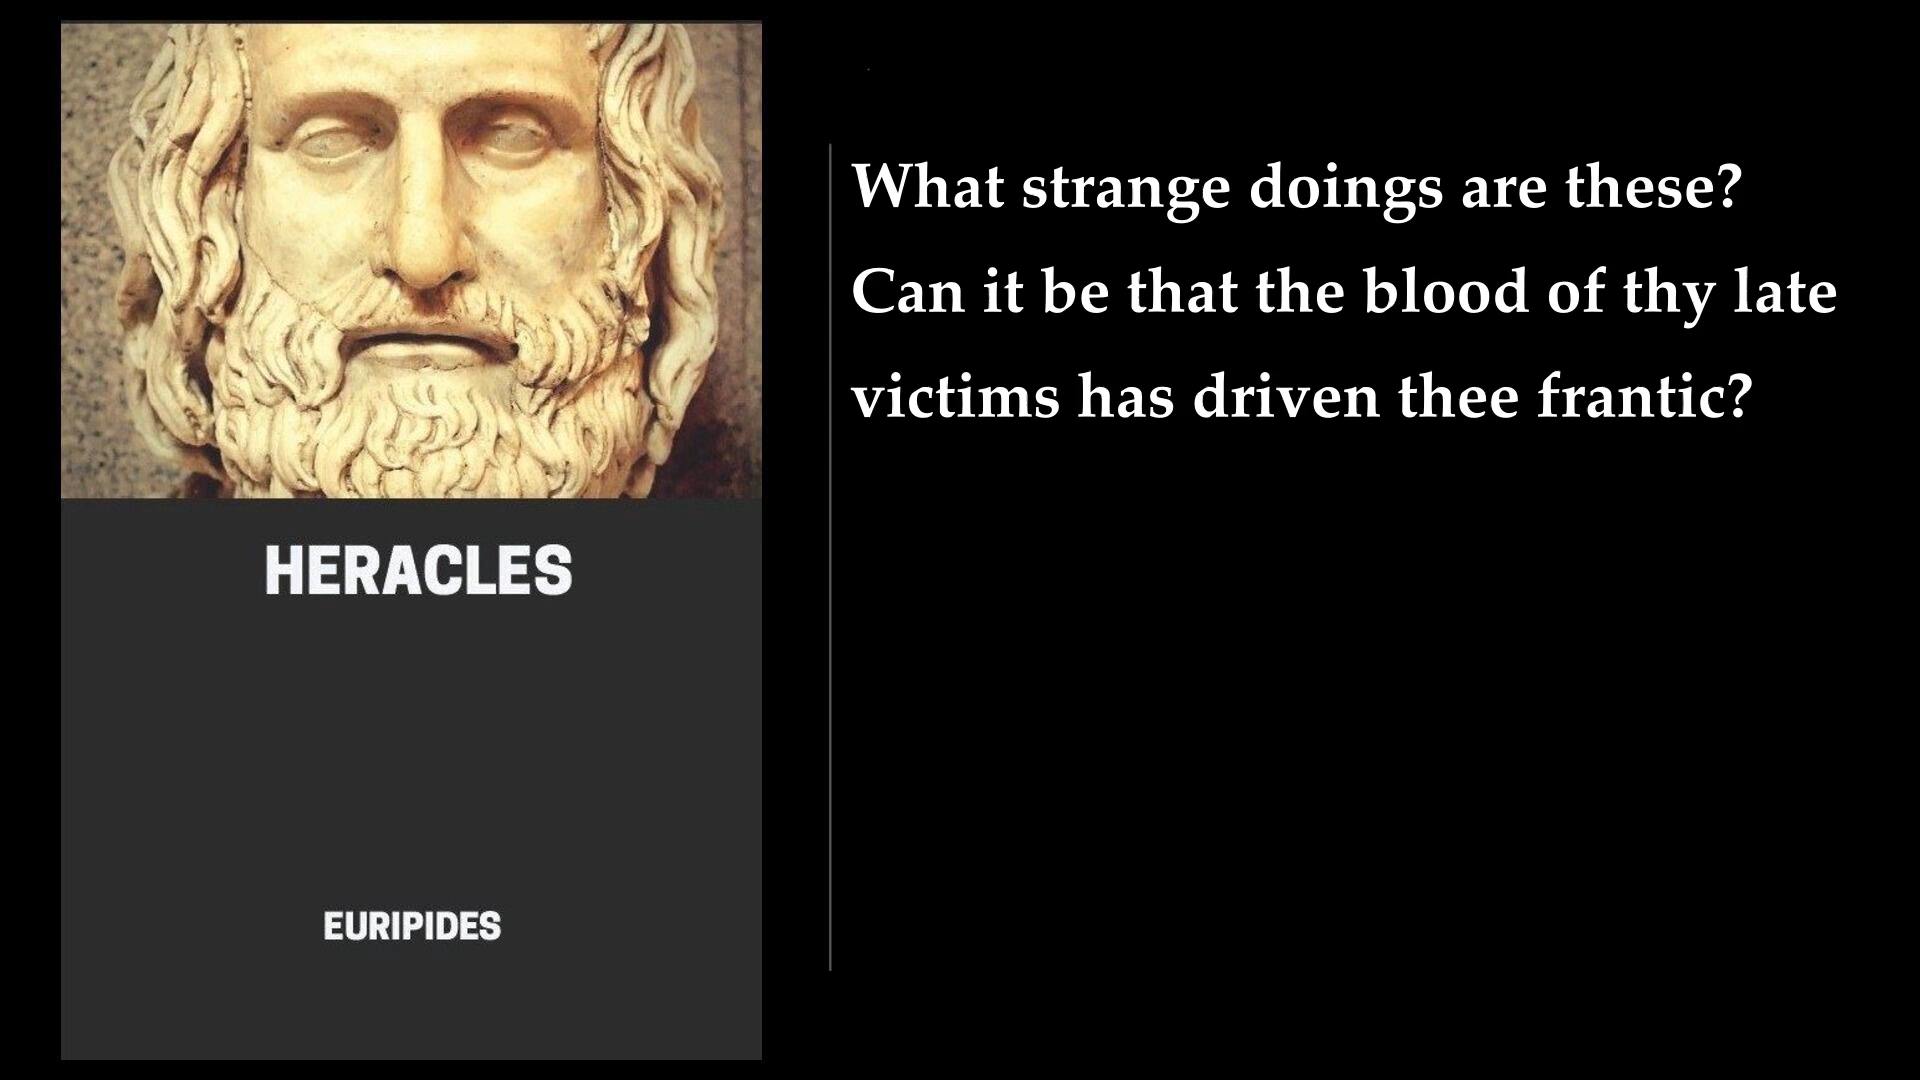 HERACLES
EURIPIDES
What strange doings are these?
Can it be that the blood of thy late
victims has driven thee frantic?